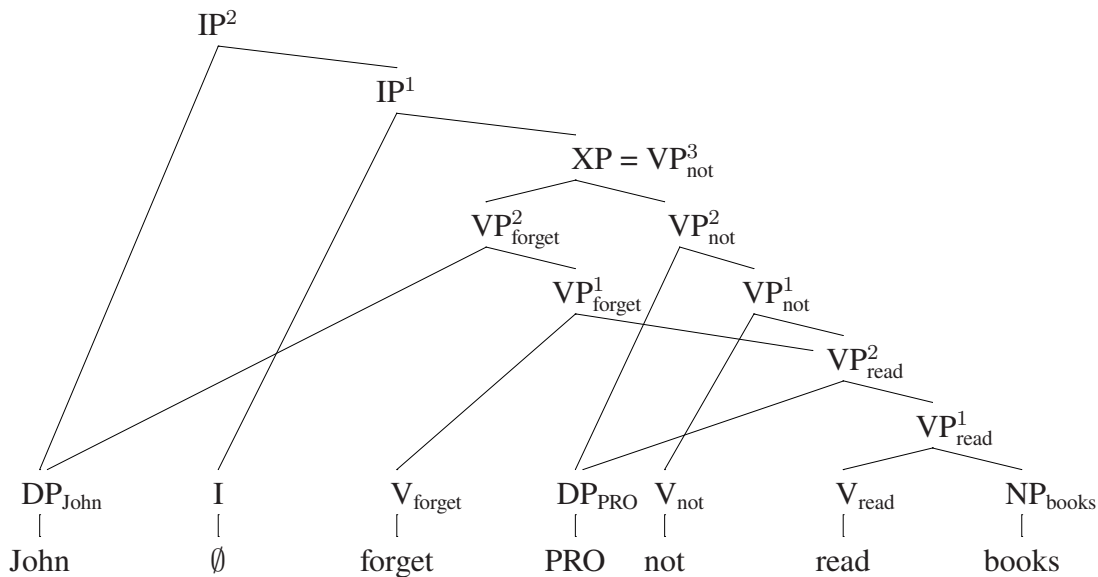 IP²
IP¹
XP = VP³not
VP²forget VP²not
VP¹forget VP¹not
VP²read
VP¹read
DPJohn I Vforget DPPRO Vnot Vread NPbooks
John ∅ forget PRO not read books